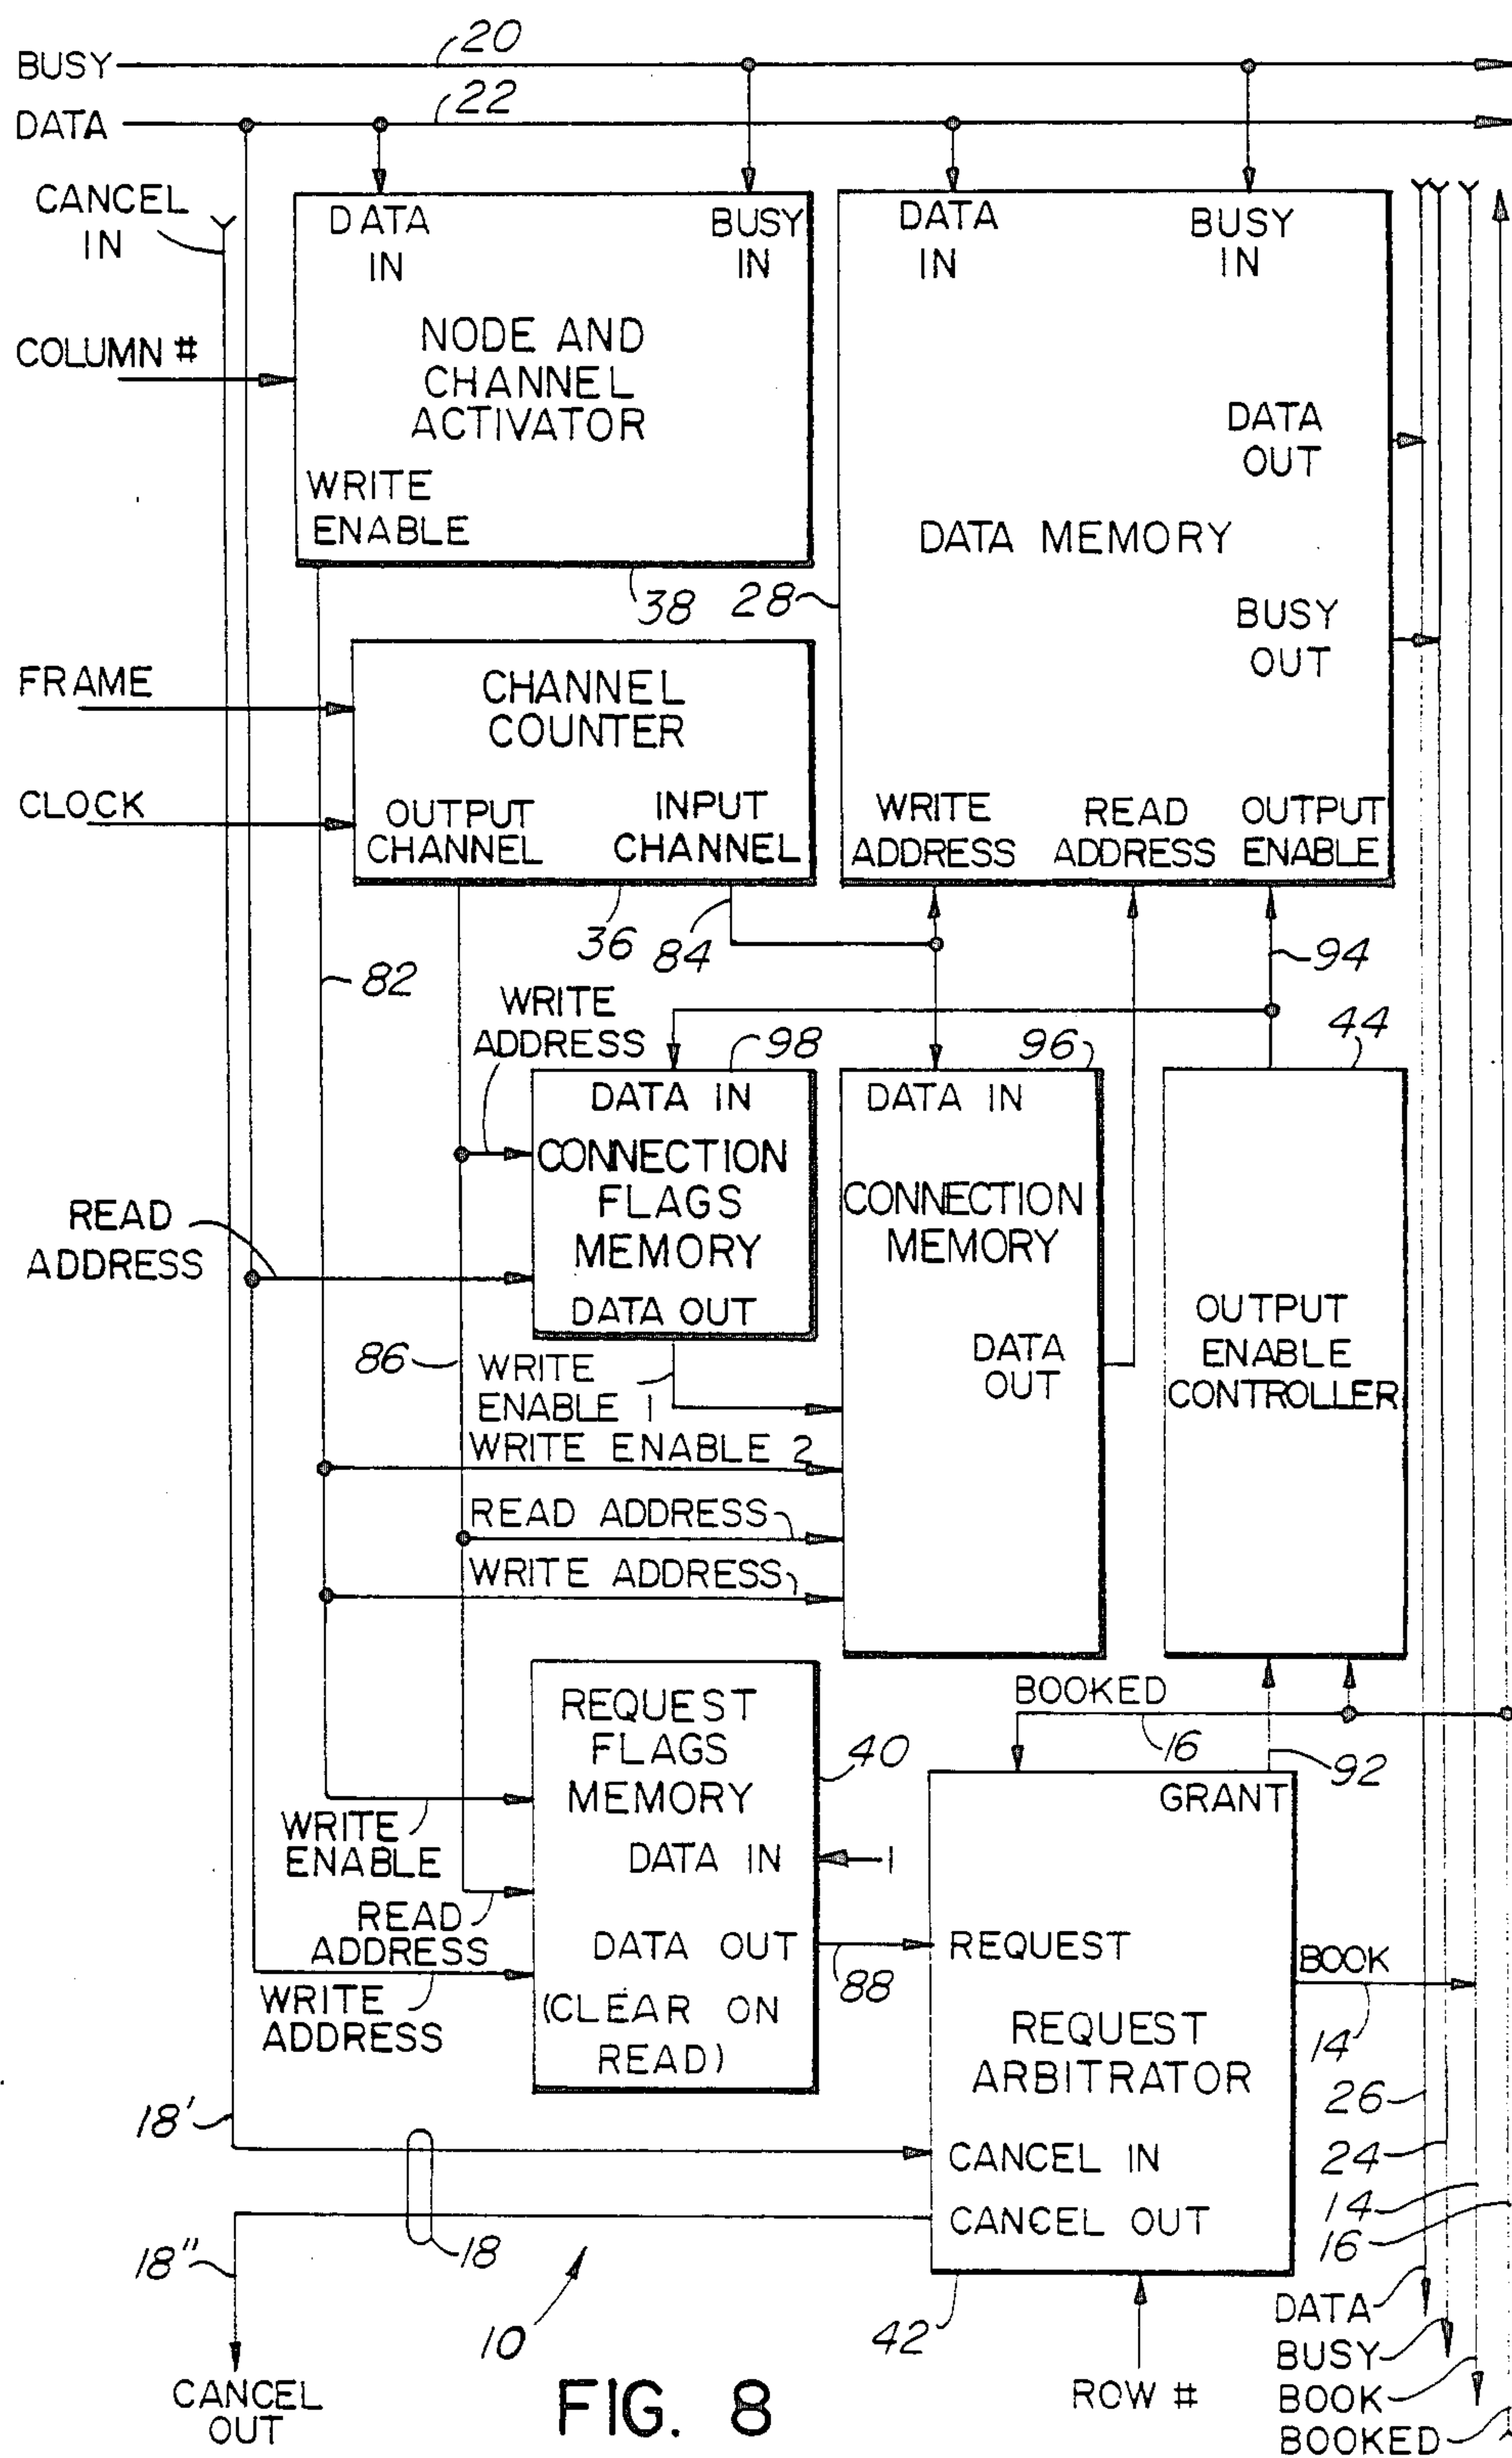 BUSY
20
DATA
22
CANCEL
IN
DATA
IN
BUSY
IN
DATA
IN
BUSY
IN
COLUMN #
NODE AND
CHANNEL
ACTIVATOR
WRITE
ENABLE
38
28
DATA
OUT
DATA MEMORY
BUSY
OUT
FRAME
CHANNEL
COUNTER
CLOCK
OUTPUT
CHANNEL
INPUT
CHANNEL
WRITE
ADDRESS
READ
ADDRESS
OUTPUT
ENABLE
36
84
94
82
WRITE
ADDRESS
98
96
44
DATA IN
CONNECTION
FLAGS
MEMORY
DATA OUT
DATA IN
CONNECTION
MEMORY
DATA
OUT
OUTPUT
ENABLE
CONTROLLER
READ
ADDRESS
86
WRITE
ENABLE 1
WRITE ENABLE 2
READ ADDRESS
WRITE ADDRESS
REQUEST
FLAGS
MEMORY
40
DATA IN
1
WRITE
ENABLE
READ
ADDRESS
DATA OUT
(CLEAR ON
READ)
88
WRITE
ADDRESS
BOOKED
16
92
GRANT
REQUEST
BOOK
14
REQUEST
ARBITRATOR
26
24
14
16
18'
CANCEL IN
CANCEL OUT
18
18"
10
42
DATA
BUSY
BOOK
BOOKED
CANCEL
OUT
ROW #
FIG. 8